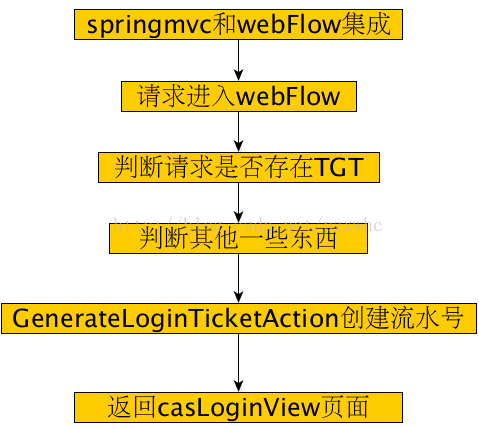 springmvc和webFlow集成
请求进入webFlow
判断请求是否存在TGT
判断其他一些东西
GenerateLoginTicketAction创建流水号
返回casLoginView页面